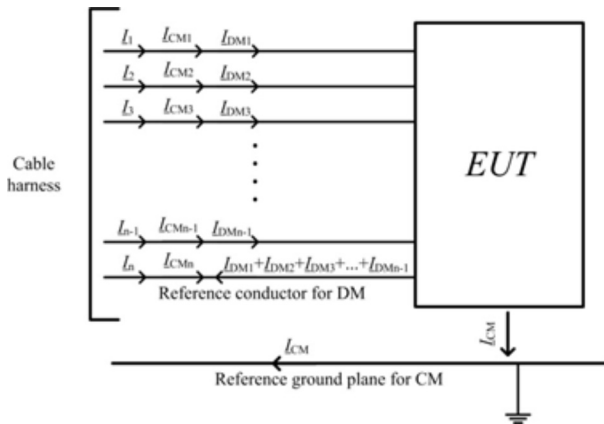 I1 ICM1 IDM1
I2 ICM2 IDM2
I3 ICM3 IDM3
Cable
harness
EUT
In-1 ICMn-1 IDMn-1
In ICMn IDM1+IDM2+IDM3+...+IDMn-1
Reference conductor for DM
ICM
ICM
Reference ground plane for CM